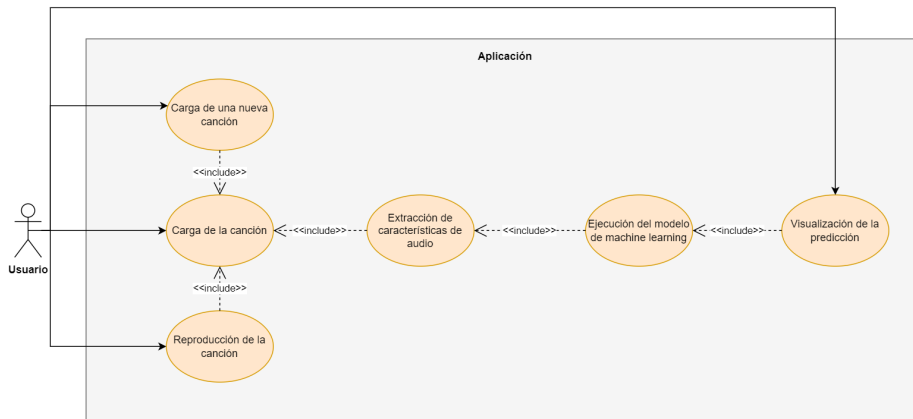 Aplicación
Carga de una nueva
canción
<<include>>
Carga de la canción
<<include>>
Extracción de
características de
audio
<<include>>
Ejecución del modelo
de machine learning
<<include>>
Visualización de la
predicción
Usuario
<<include>>
Reproducción de la
canción